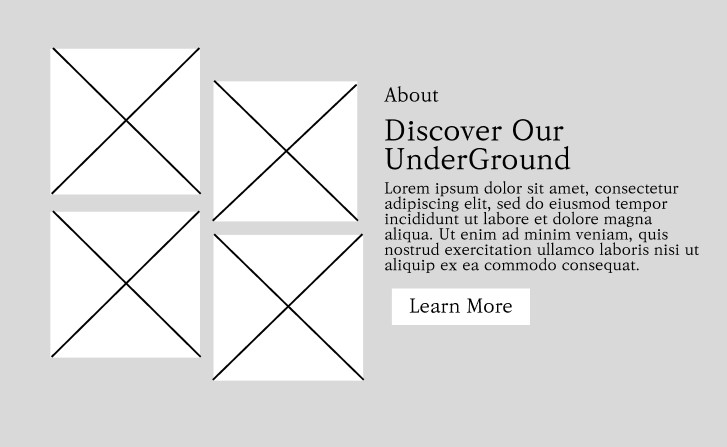 About
Discover Our
UnderGround
Lorem ipsum dolor sit amet, consectetur
adipiscing elit, sed do eiusmod tempor
incididunt ut labore et dolore magna
aliqua. Ut enim ad minim veniam, quis
nostrud exercitation ullamco laboris nisi ut
aliquip ex ea commodo consequat.
Learn More